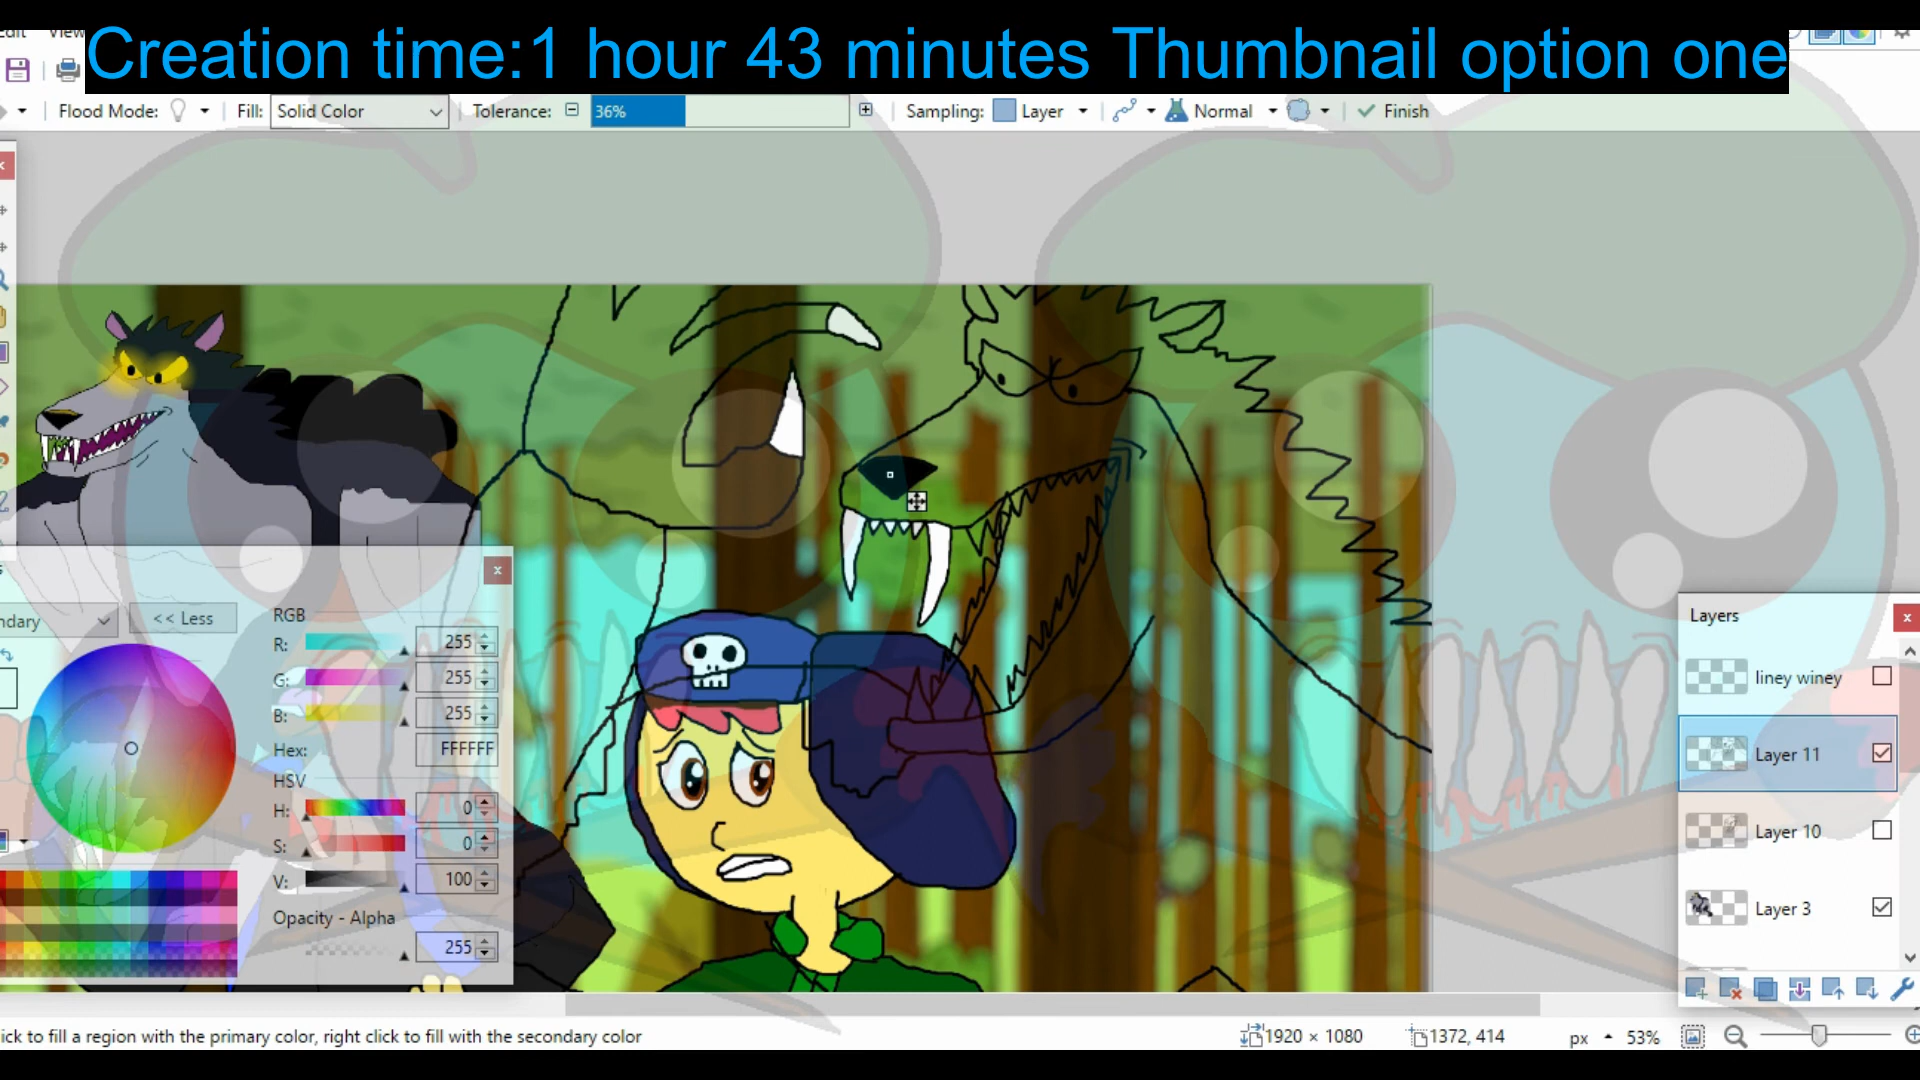 Creation time:1 hour 43 minutes Thumbnail option one
Flood Mode: Fill: Solid Color Tolerance: 36% Sampling: Layer Normal Finish
<< Less
RGB
R: 255
G: 255
B: 255
Hex: FFFFFF
HSV
H: 0
S: 0
V: 100
Opacity - Alpha
255
Layers
liney winey
Layer 11
Layer 10
Layer 3
ick to fill a region with the primary color, right click to fill with the secondary color
1920 × 1080 1372, 414 px 53%